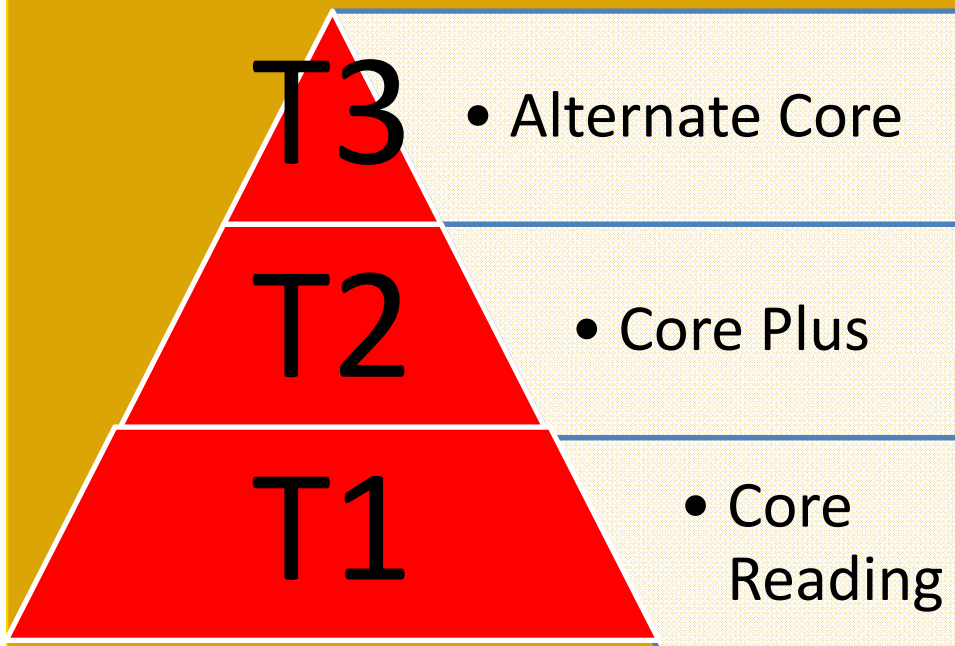 T3
• Alternate Core
T2
• Core Plus
T1
• Core
Reading